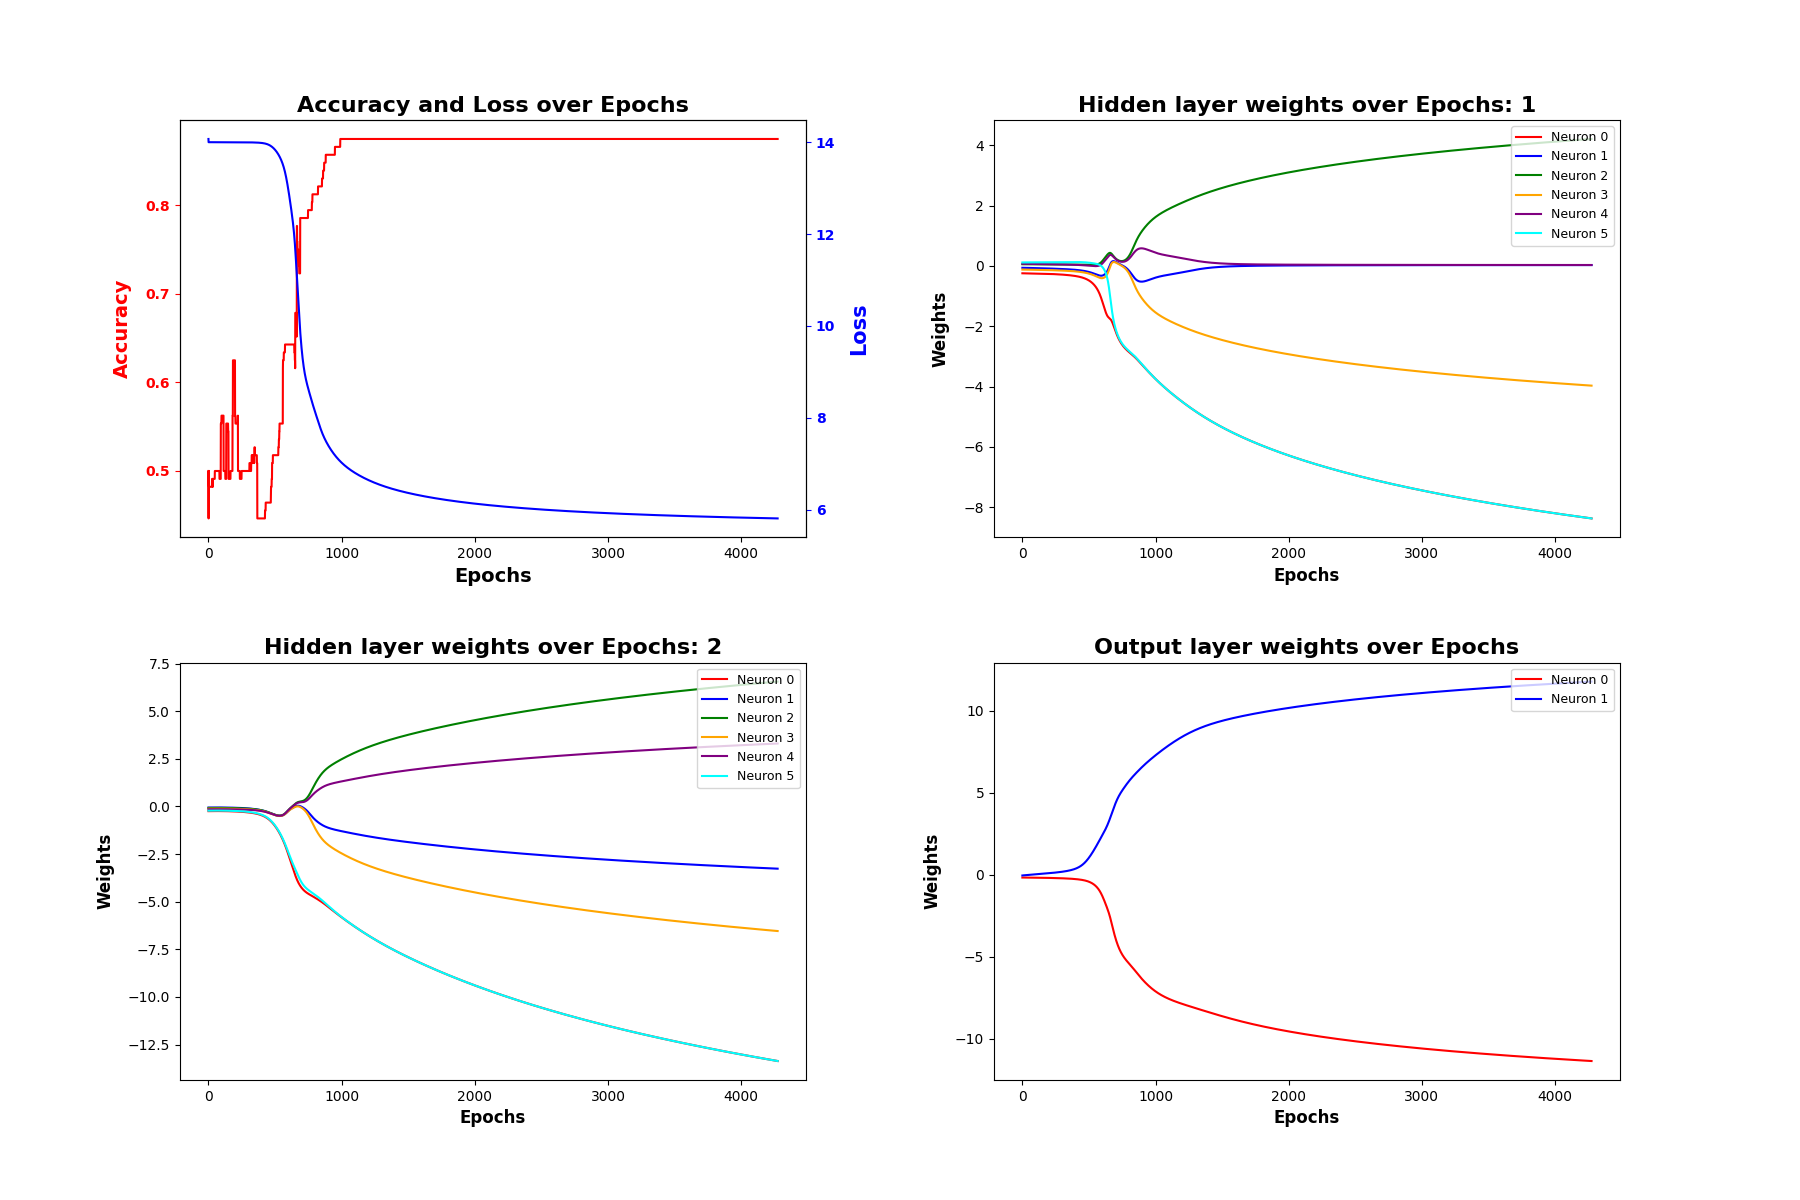 Accuracy and Loss over Epochs
Accuracy
0.8
0.7
0.6
0.5
14
12
10
8
6
Loss
0 1000 2000 3000 4000
Epochs
Hidden layer weights over Epochs: 1
Weights
4
2
0
−2
−4
−6
−8
Neuron 0
Neuron 1
Neuron 2
Neuron 3
Neuron 4
Neuron 5
0 1000 2000 3000 4000
Epochs
Hidden layer weights over Epochs: 2
Weights
7.5
5.0
2.5
0.0
−2.5
−5.0
−7.5
−10.0
−12.5
Neuron 0
Neuron 1
Neuron 2
Neuron 3
Neuron 4
Neuron 5
0 1000 2000 3000 4000
Epochs
Output layer weights over Epochs
Weights
10
5
0
−5
−10
Neuron 0
Neuron 1
0 1000 2000 3000 4000
Epochs